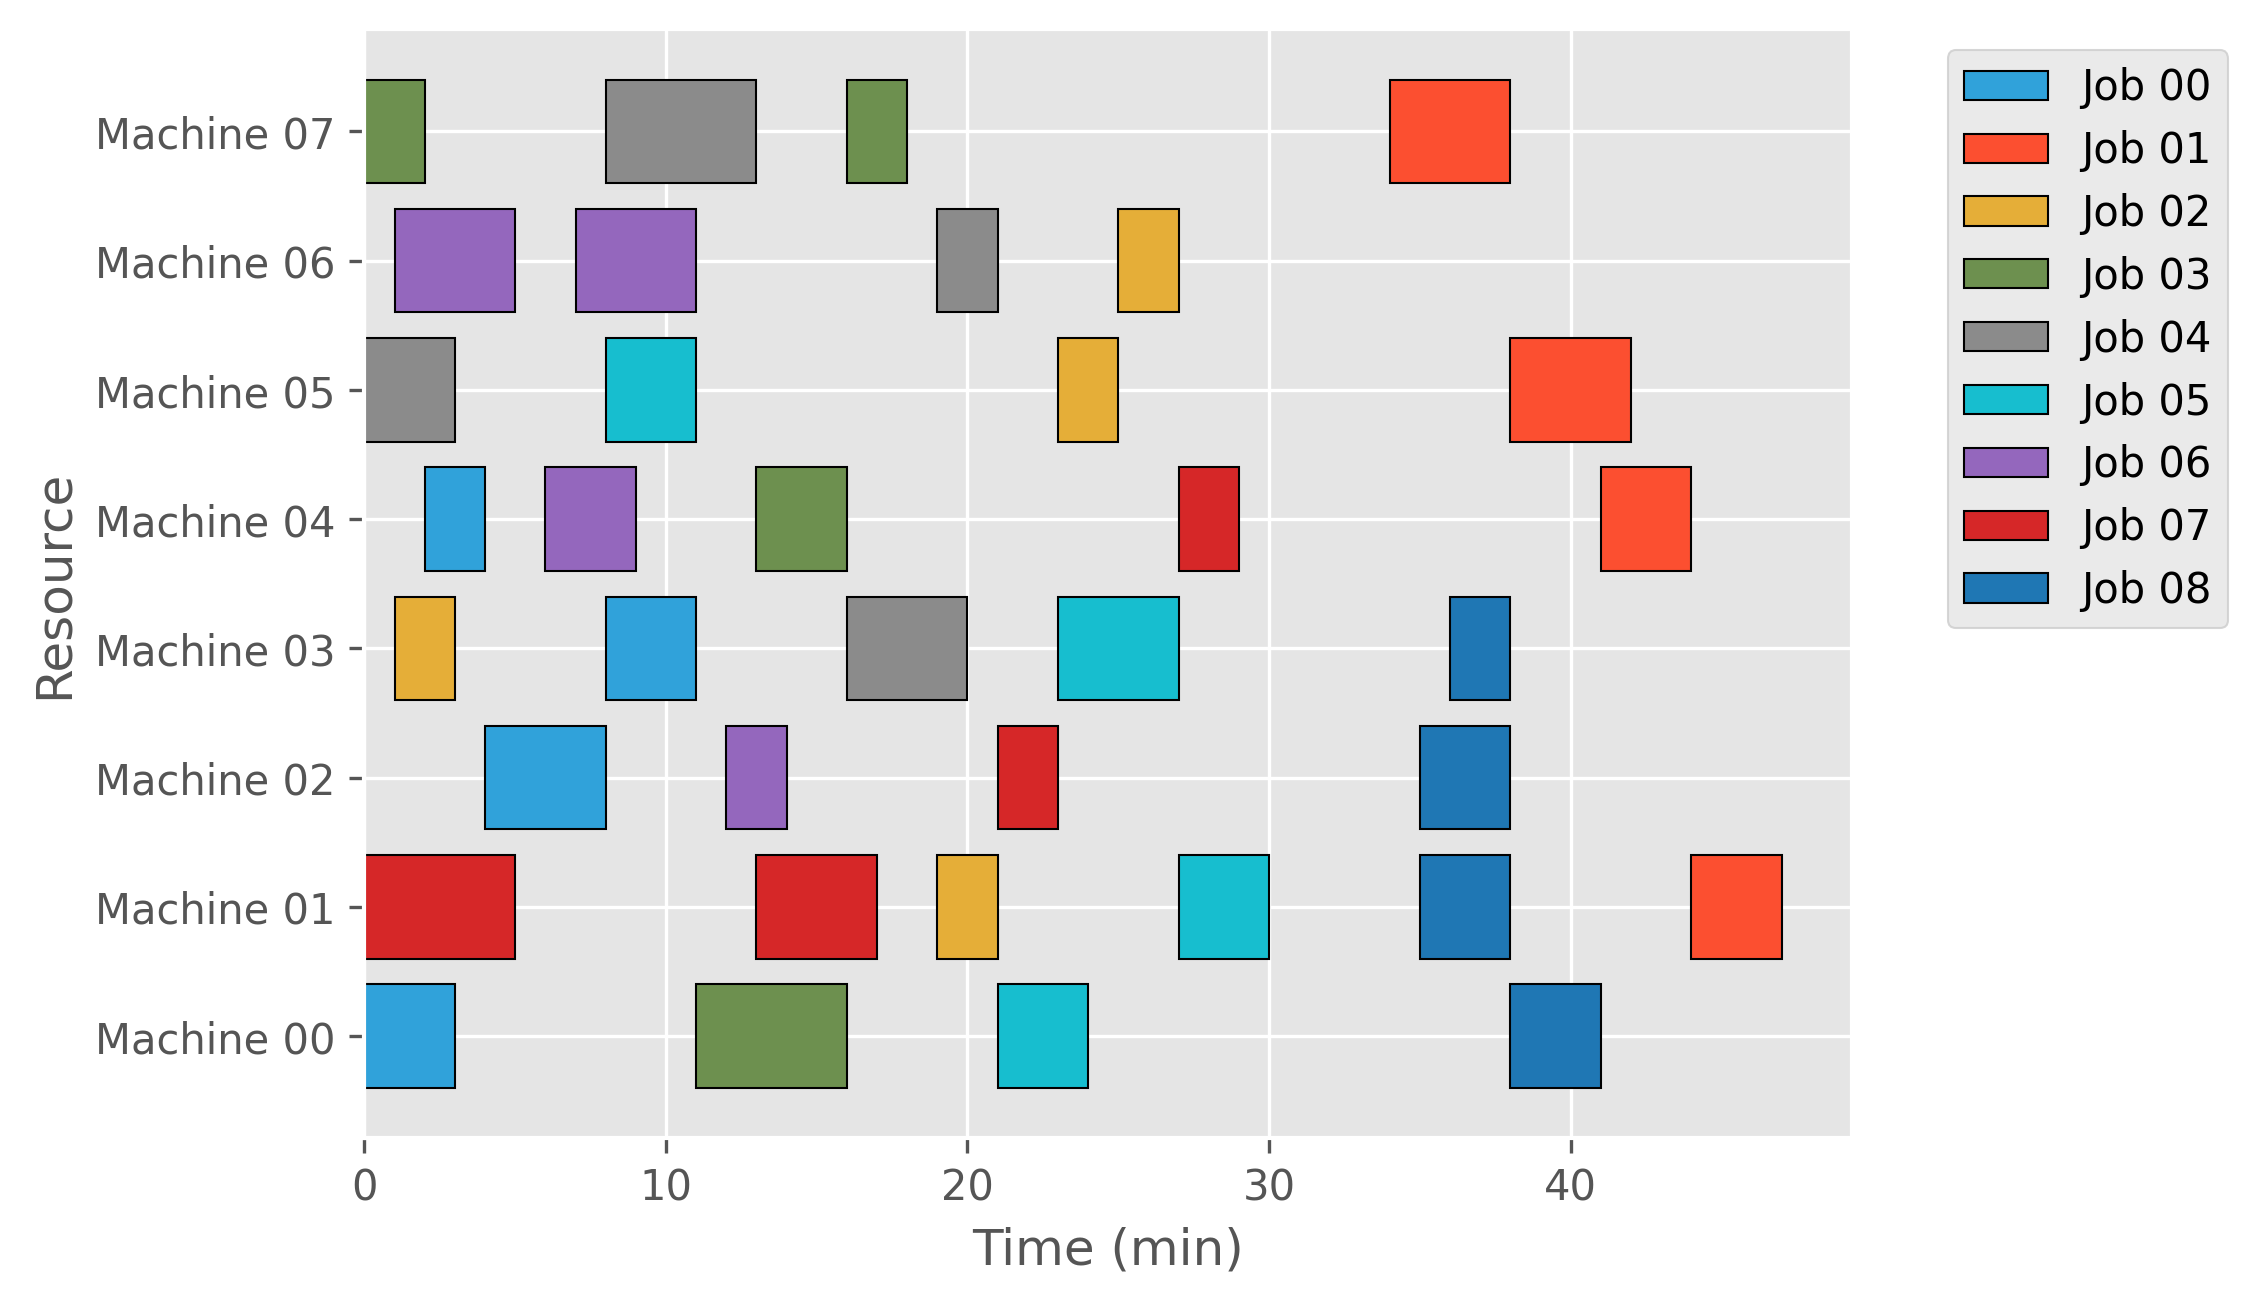 Machine 07
Machine 06
Machine 05
Machine 04
Machine 03
Machine 02
Machine 01
Machine 00
Resource
0 10 20 30 40
Time (min)
Job 00
Job 01
Job 02
Job 03
Job 04
Job 05
Job 06
Job 07
Job 08